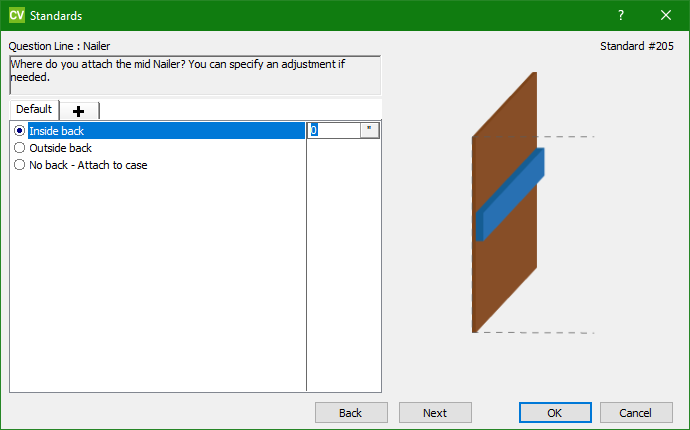 CV Standards ?
Question Line : Nailer Standard #205
Where do you attach the mid Nailer? You can specify an adjustment if
needed.
Default
Inside back 0 "
Outside back
No back - Attach to case
Back Next OK Cancel